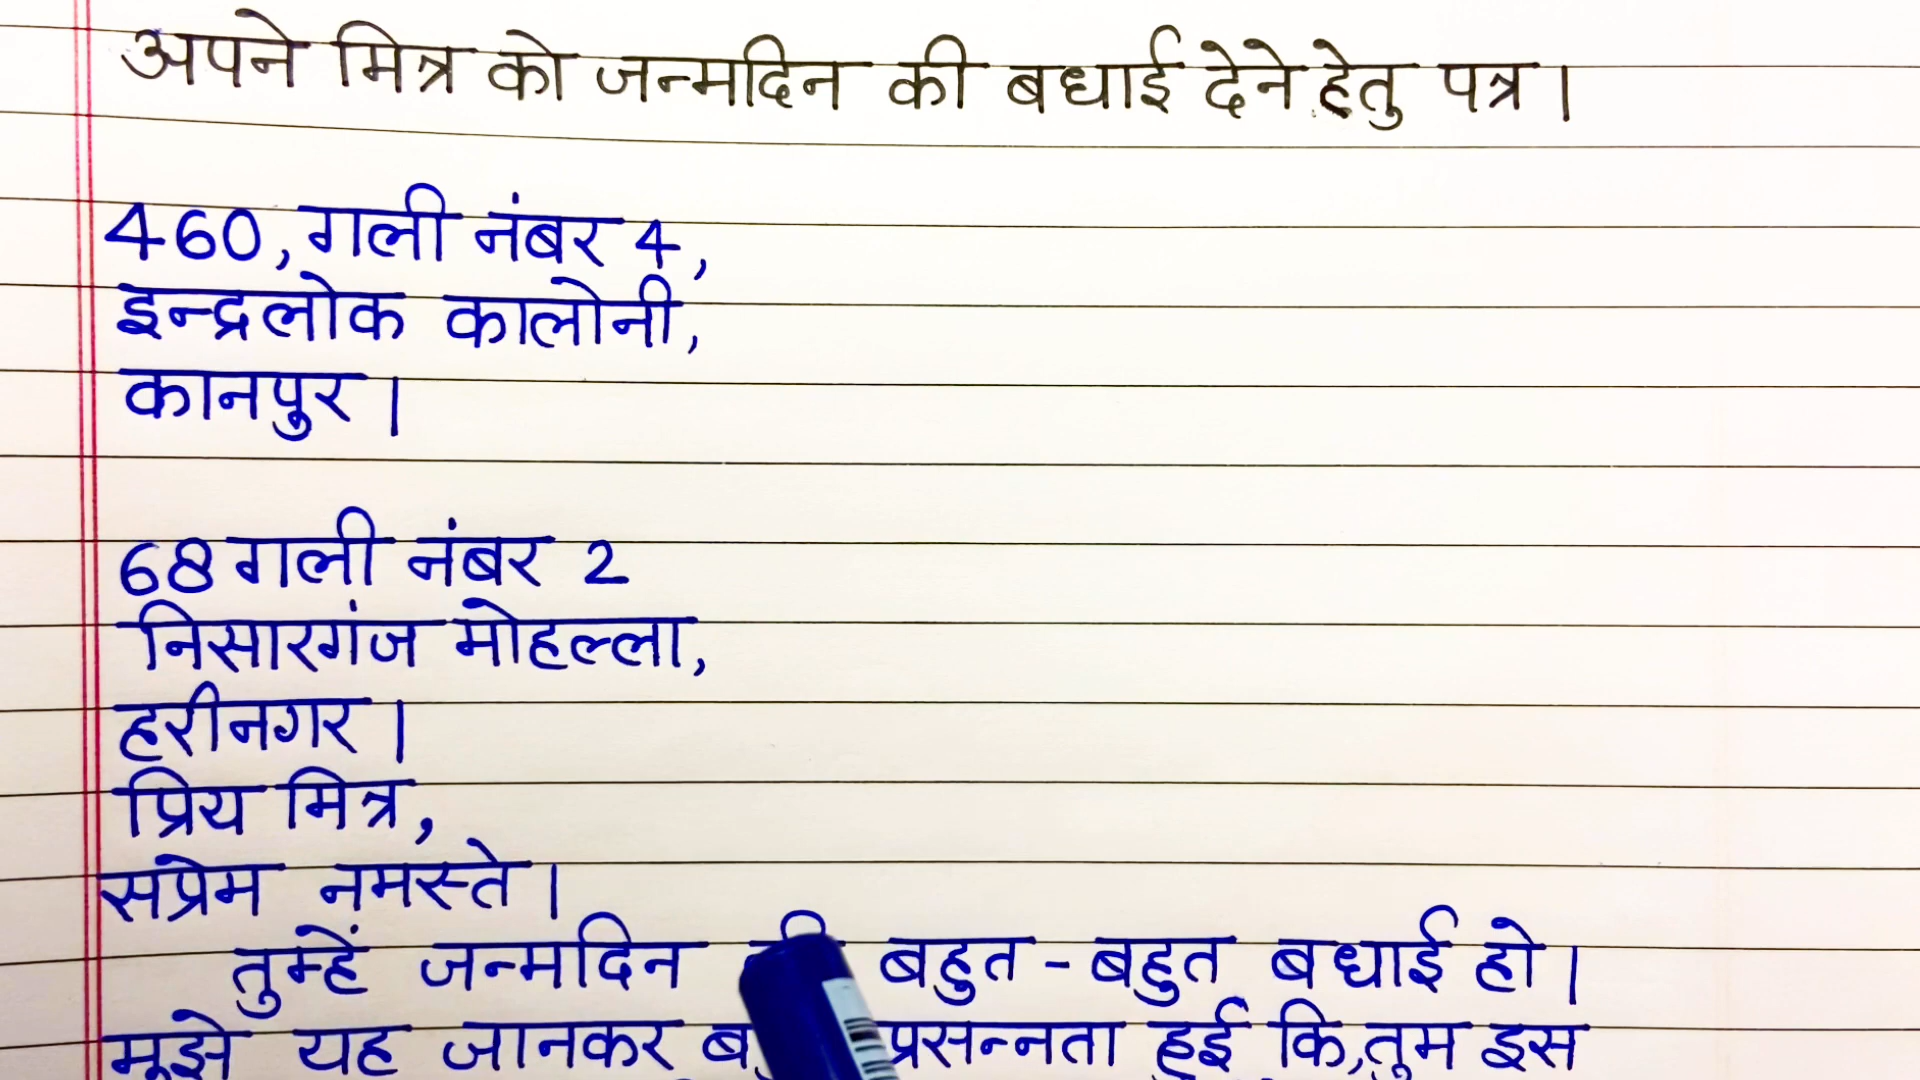 अपने मित्र को जन्मदिन की बधाई देने हेतु पत्र।
460, गली नंबर 4,
इन्द्रलोक कालोनी,
कानपुर।
68 गली नंबर 2
निसारगंज मोहल्ला,
हरीनगर।
प्रिय मित्र,
सप्रेम नमस्ते।
तुम्हें जन्मदिन बहुत - बहुत बधाई हो।
मुझे यह जानकर प्रसन्नता हुई कि, तुम इस